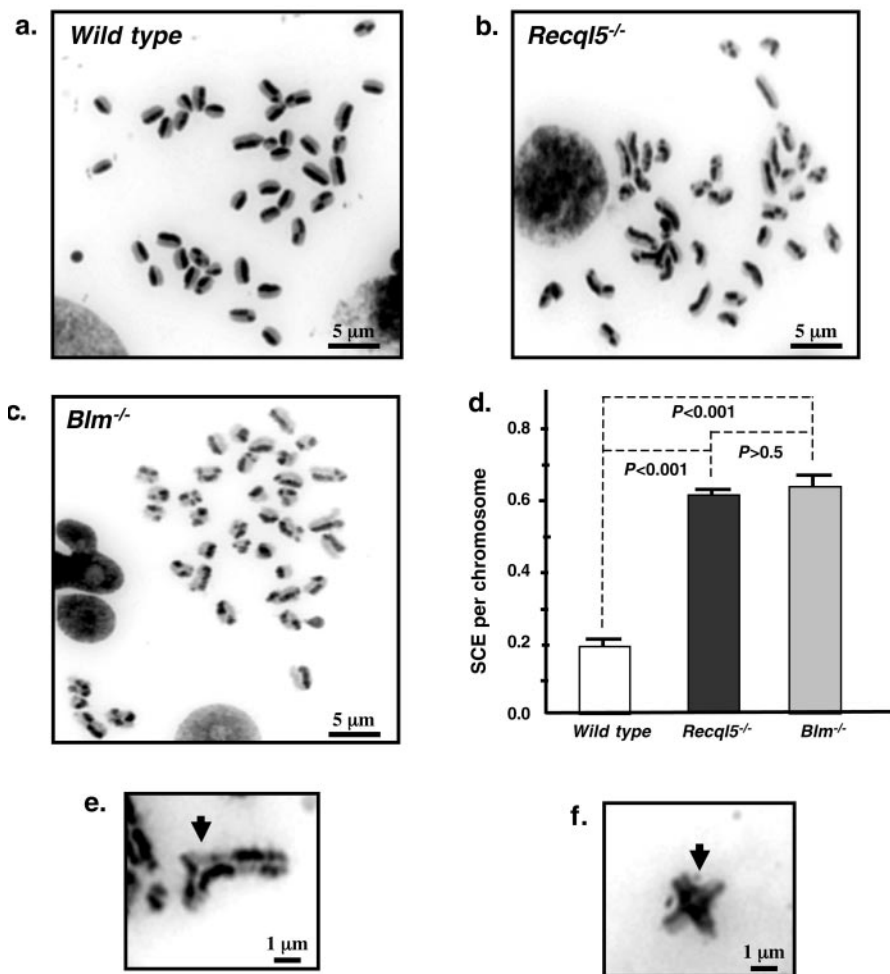 a.
Wild type
5 μm
b.
Recql5-/-
5 μm
c.
Blm-/-
5 μm
d.
0.8
0.6
0.4
0.2
0.0
SCE per chromosome
P<0.001
P<0.001
P>0.5
Wild type
Recql5-/-
Blm-/-
e.
1 μm
f.
1 μm